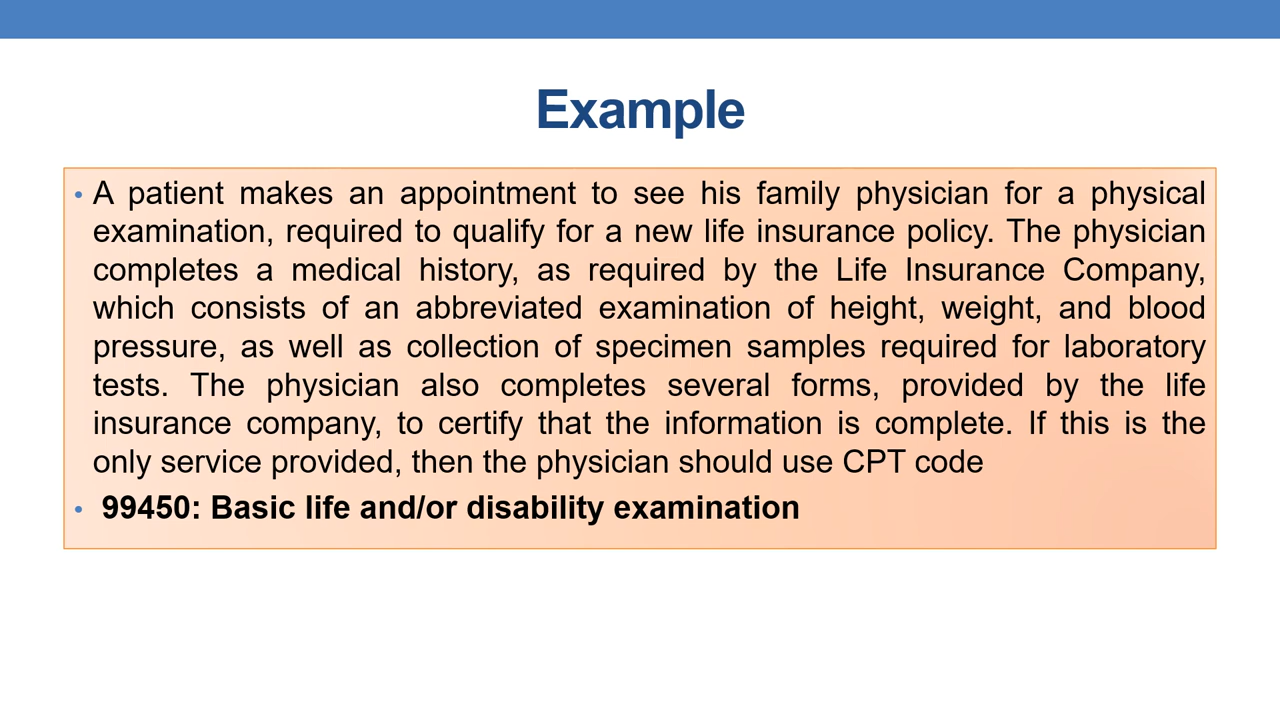 Example
• A patient makes an appointment to see his family physician for a physical
examination, required to qualify for a new life insurance policy. The physician
completes a medical history, as required by the Life Insurance Company,
which consists of an abbreviated examination of height, weight, and blood
pressure, as well as collection of specimen samples required for laboratory
tests. The physician also completes several forms, provided by the life
insurance company, to certify that the information is complete. If this is the
only service provided, then the physician should use CPT code
• 99450: Basic life and/or disability examination